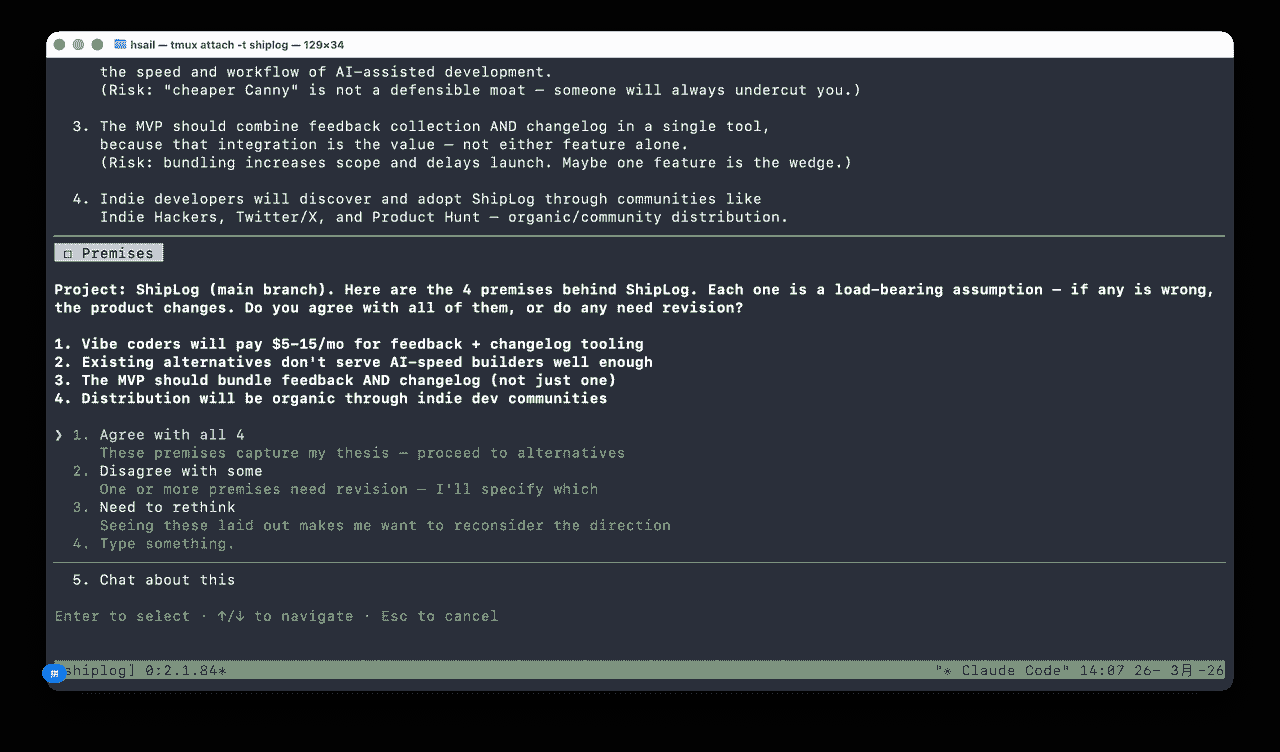 hsail — tmux attach -t shiplog — 129×34
the speed and workflow of AI-assisted development.
(Risk: "cheaper Canny" is not a defensible moat — someone will always undercut you.)
3. The MVP should combine feedback collection AND changelog in a single tool,
because that integration is the value — not either feature alone.
(Risk: bundling increases scope and delays launch. Maybe one feature is the wedge.)
4. Indie developers will discover and adopt ShipLog through communities like
Indie Hackers, Twitter/X, and Product Hunt — organic/community distribution.
☐ Premises
Project: ShipLog (main branch). Here are the 4 premises behind ShipLog. Each one is a load-bearing assumption — if any is wrong,
the product changes. Do you agree with all of them, or do any need revision?
1. Vibe coders will pay $5-15/mo for feedback + changelog tooling
2. Existing alternatives don't serve AI-speed builders well enough
3. The MVP should bundle feedback AND changelog (not just one)
4. Distribution will be organic through indie dev communities
❯ 1. Agree with all 4
These premises capture my thesis — proceed to alternatives
2. Disagree with some
One or more premises need revision — I'll specify which
3. Need to rethink
Seeing these laid out makes me want to reconsider the direction
4. Type something.
5. Chat about this
Enter to select · ↑/↓ to navigate · Esc to cancel
shiplog] 0:2.1.84* "✳ Claude Code" 14:07 26- 3月-26
拼